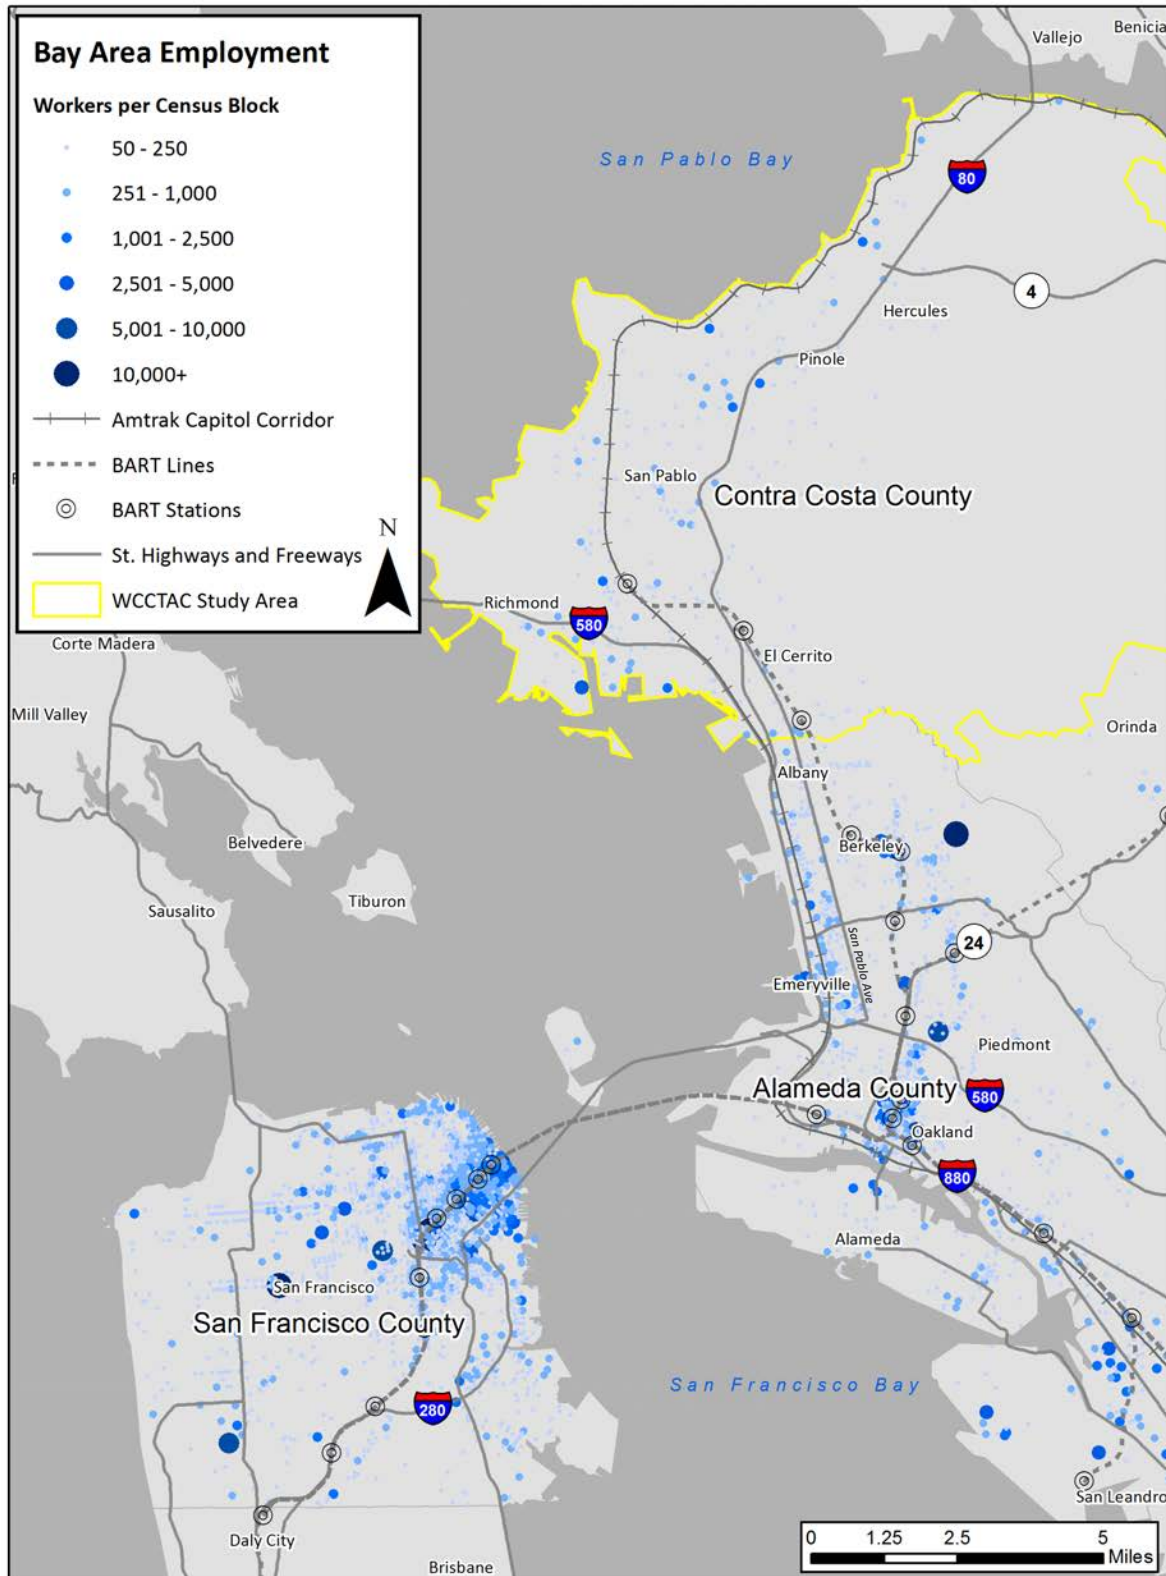 Bay Area Employment
Workers per Census Block
50 - 250
251 - 1,000
1,001 - 2,500
2,501 - 5,000
5,001 - 10,000
10,000+
Amtrak Capitol Corridor
BART Lines
BART Stations
St. Highways and Freeways
WCCTAC Study Area
N
Vallejo
Benicia
San Pablo Bay
80
4
Hercules
Pinole
San Pablo
Contra Costa County
Richmond
580
El Cerrito
Corte Madera
Mill Valley
Orinda
Albany
Belvedere
Berkeley
Tiburon
Sausalito
24
San Pablo Ave
Emeryville
Piedmont
Alameda County
580
Oakland
880
Alameda
San Francisco
San Francisco County
San Francisco Bay
280
San Leandro
Daly City
Brisbane
0 1.25 2.5 5
Miles